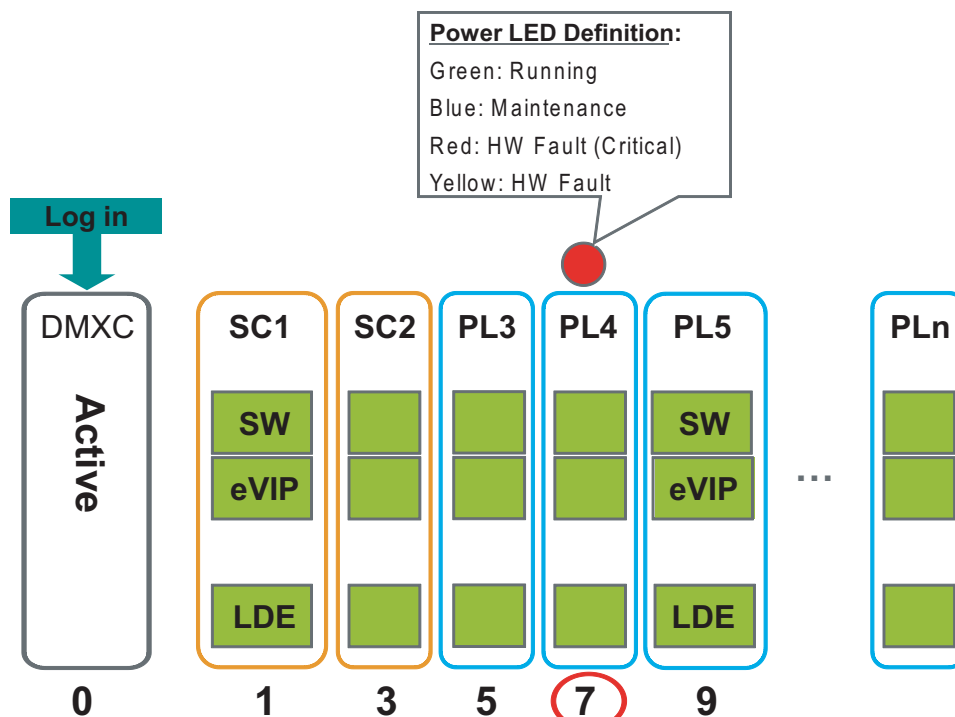 Power LED Definition:
Green: Running
Blue: Maintenance
Red: HW Fault (Critical)
Yellow: HW Fault
Log in
DMXC
SC1
SC2
PL3
PL4
PL5
PLn
Active
SW
SW
eVIP
eVIP
...
LDE
LDE
0
1
3
5
7
9